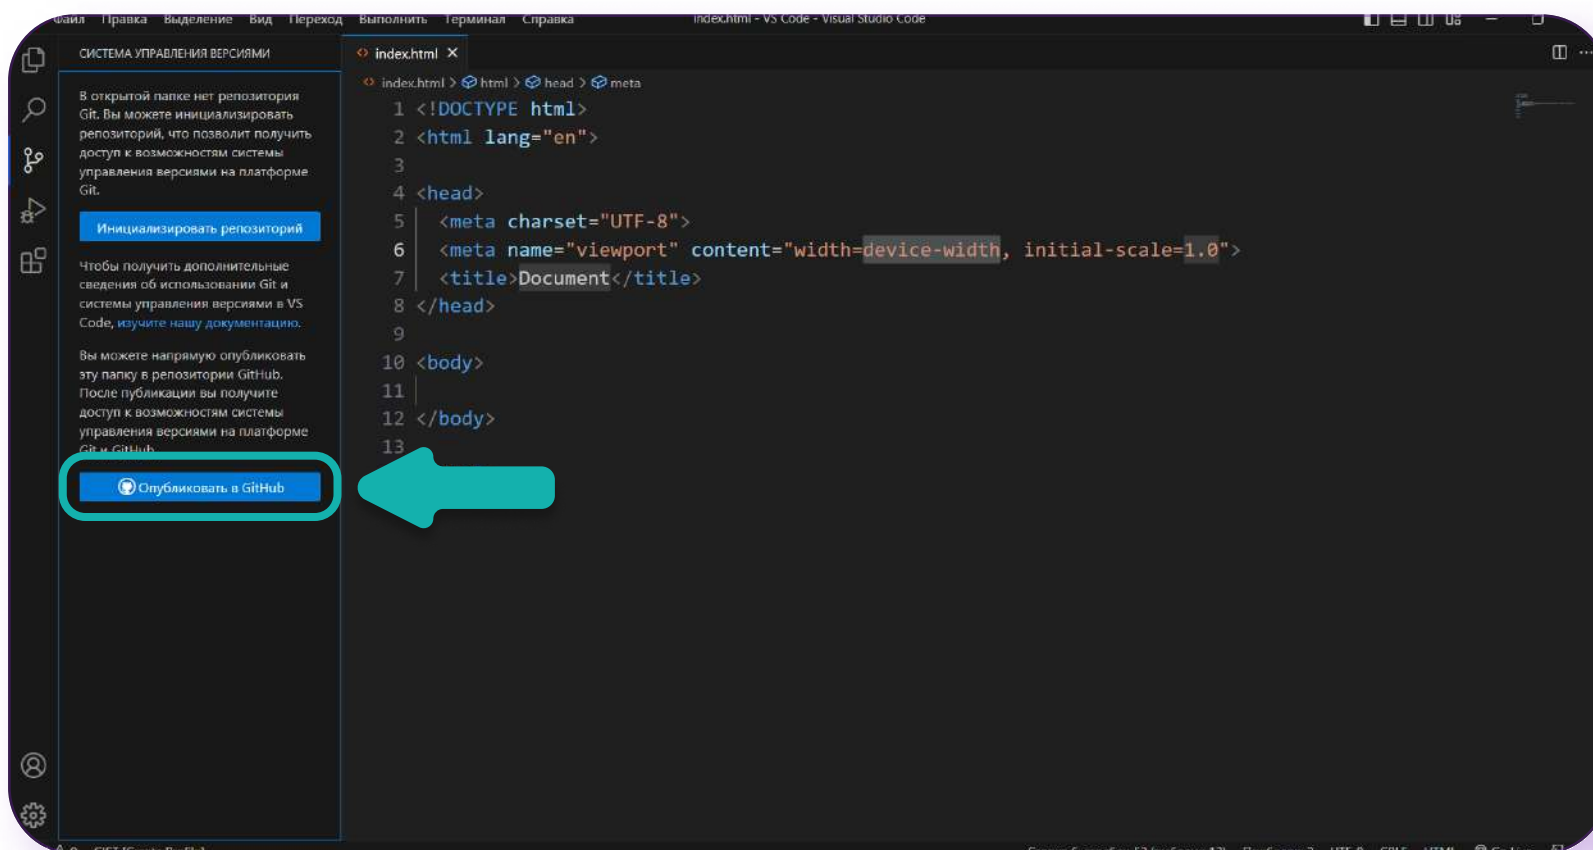 Файл Правка Выделение Вид Переход Выполнить Терминал Справка
index.html - VS Code - Visual Studio Code
СИСТЕМА УПРАВЛЕНИЯ ВЕРСИЯМИ
В открытой папке нет репозитория
Git. Вы можете инициализировать
репозиторий, что позволит получить
доступ к возможностям системы
управления версиями на платформе
Git.
Инициализировать репозиторий
Чтобы получить дополнительные
сведения об использовании Git и
системы управления версиями в VS
Code, изучите нашу документацию.
Вы можете напрямую опубликовать
эту папку в репозитории GitHub.
После публикации вы получите
доступ к возможностям системы
управления версиями на платформе
Git и GitHub
Опубликовать в GitHub
index.html
index.html > html > head > meta
1 <!DOCTYPE html>
2 <html lang="en">
3
4 <head>
5 <meta charset="UTF-8">
6 <meta name="viewport" content="width=device-width, initial-scale=1.0">
7 <title>Document</title>
8 </head>
9
10 <body>
11
12 </body>
13